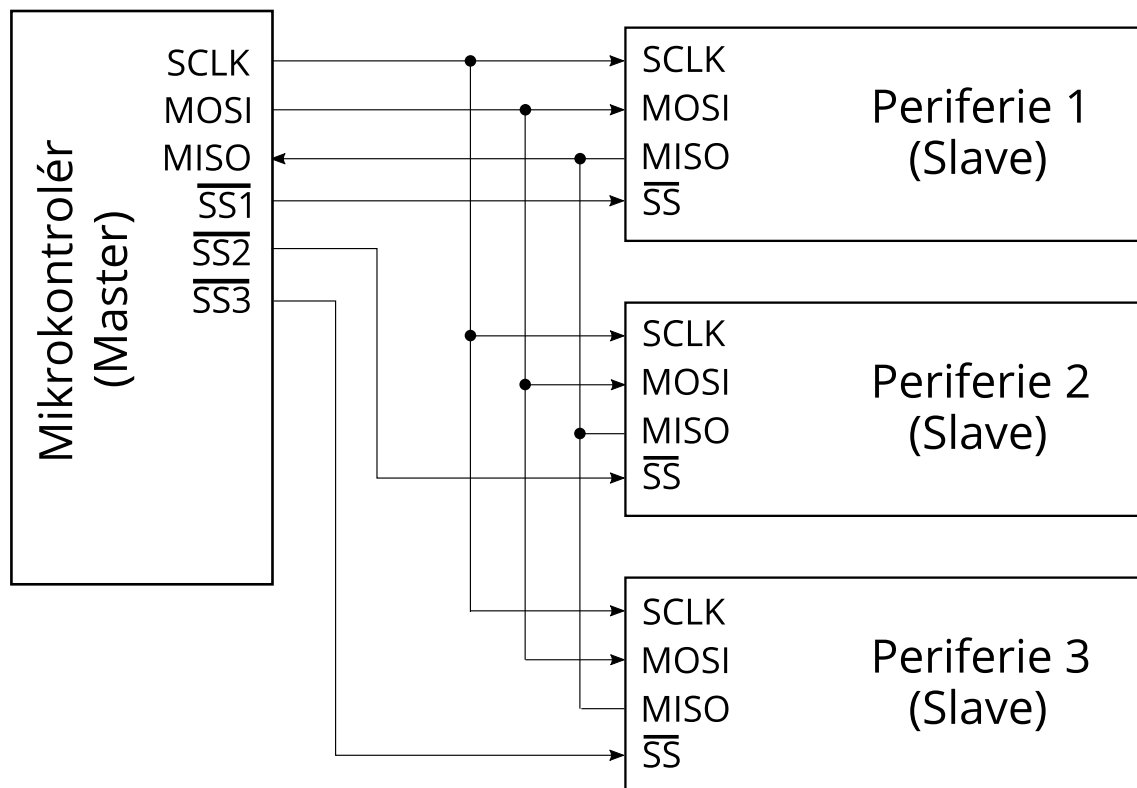 Mikrokontrolér
(Master)
SCLK
MOSI
MISO
SS1
SS2
SS3
SCLK
MOSI
MISO
SS
Periferie 1
(Slave)
SCLK
MOSI
MISO
SS
Periferie 2
(Slave)
SCLK
MOSI
MISO
SS
Periferie 3
(Slave)